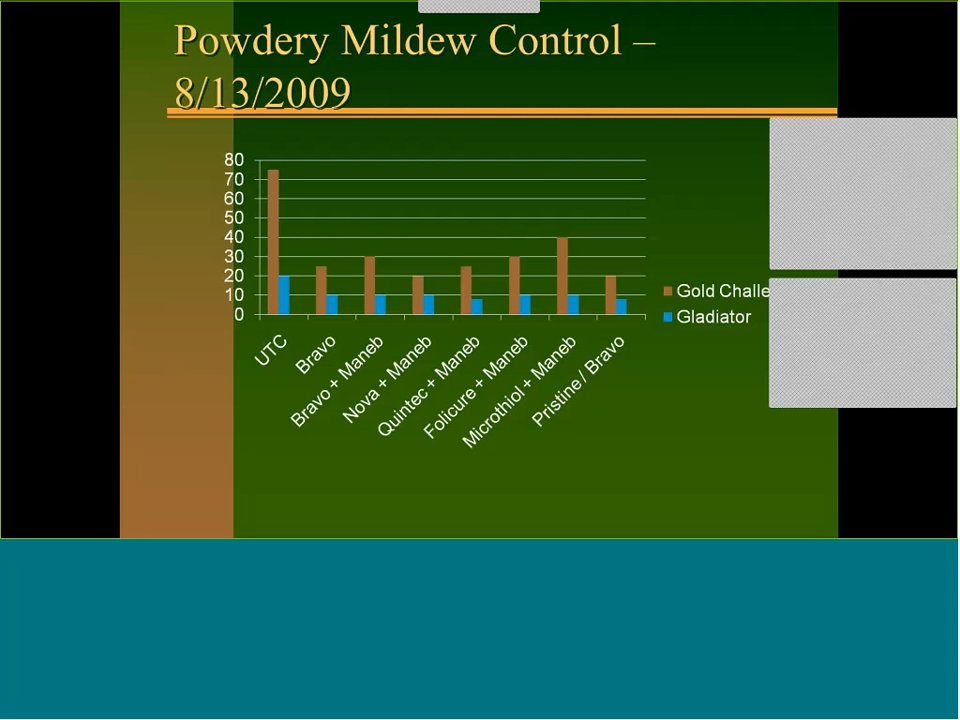 Powdery Mildew Control –
8/13/2009
80
70
60
50
40
30
20
10
0
UTC
Bravo
Bravo + Maneb
Nova + Maneb
Quintec + Maneb
Folicure + Maneb
Microthiol + Maneb
Pristine / Bravo
Gold Challe
Gladiator